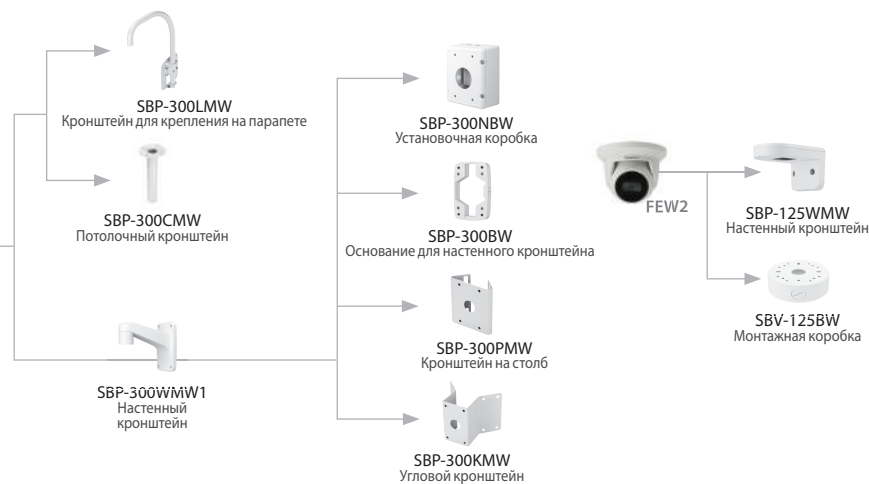 SBP-300LMW
Кронштейн для крепления на парапете
SBP-300CMW
Потолочный кронштейн
SBP-300WMW1
Настенный
кронштейн
SBP-300NBW
Установочная коробка
SBP-300BW
Основание для настенного кронштейна
SBP-300PMW
Кронштейн на столб
SBP-300KMW
Угловой кронштейн
FEW2
SBP-125WMW
Настенный кронштейн
SBV-125BW
Монтажная коробка